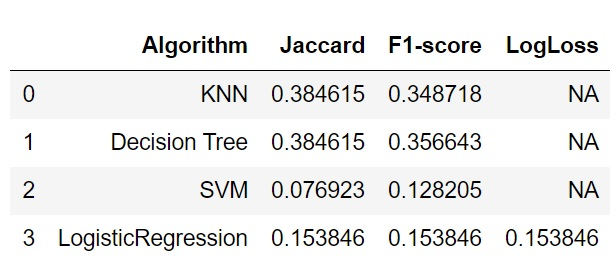 Algorithm Jaccard F1-score LogLoss
0 KNN 0.384615 0.348718 NA
1 Decision Tree 0.384615 0.356643 NA
2 SVM 0.076923 0.128205 NA
3 LogisticRegression 0.153846 0.153846 0.153846